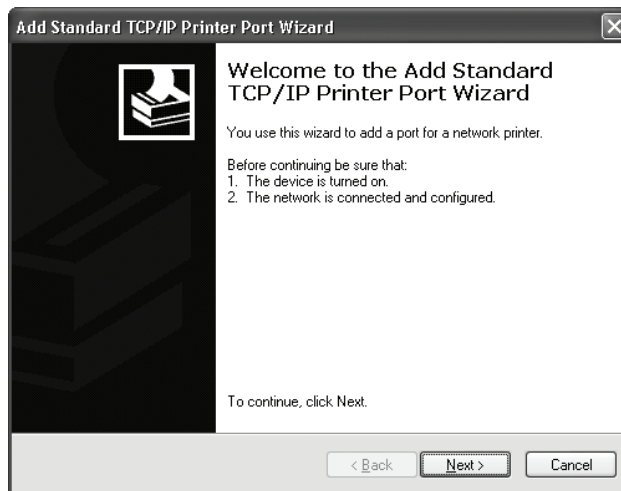 Add Standard TCP/IP Printer Port Wizard
Welcome to the Add Standard
TCP/IP Printer Port Wizard
You use this wizard to add a port for a network printer.
Before continuing be sure that:
1. The device is turned on.
2. The network is connected and configured.
To continue, click Next.
< Back Next > Cancel